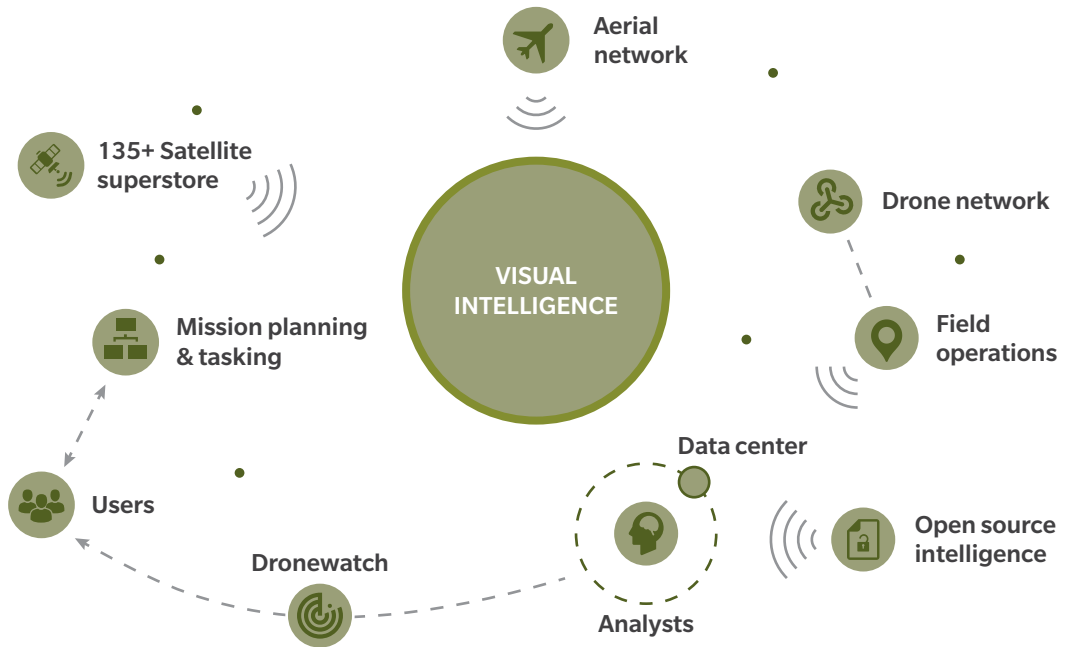 Aerial
network
135+ Satellite
superstore
Drone network
VISUAL
INTELLIGENCE
Mission planning
& tasking
Field
operations
Data center
Users
Open source
intelligence
Dronewatch
Analysts